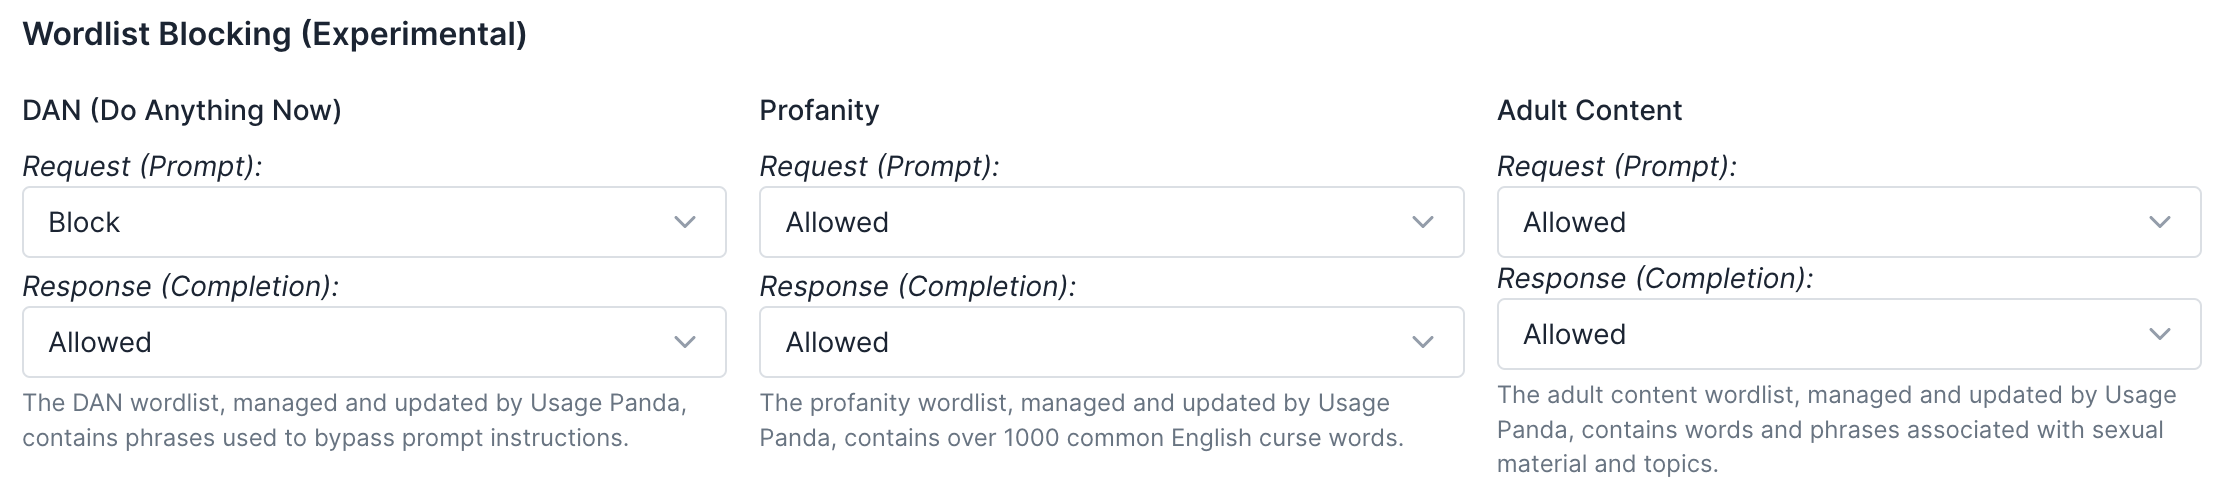 Wordlist Blocking (Experimental)
DAN (Do Anything Now)
Request (Prompt):
Block
Response (Completion):
Allowed
The DAN wordlist, managed and updated by Usage Panda,
contains phrases used to bypass prompt instructions.
Profanity
Request (Prompt):
Allowed
Response (Completion):
Allowed
The profanity wordlist, managed and updated by Usage
Panda, contains over 1000 common English curse words.
Adult Content
Request (Prompt):
Allowed
Response (Completion):
Allowed
The adult content wordlist, managed and updated by Usage
Panda, contains words and phrases associated with sexual
material and topics.